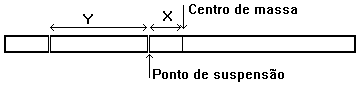 Centro de massa
Y
X
Ponto de suspensão